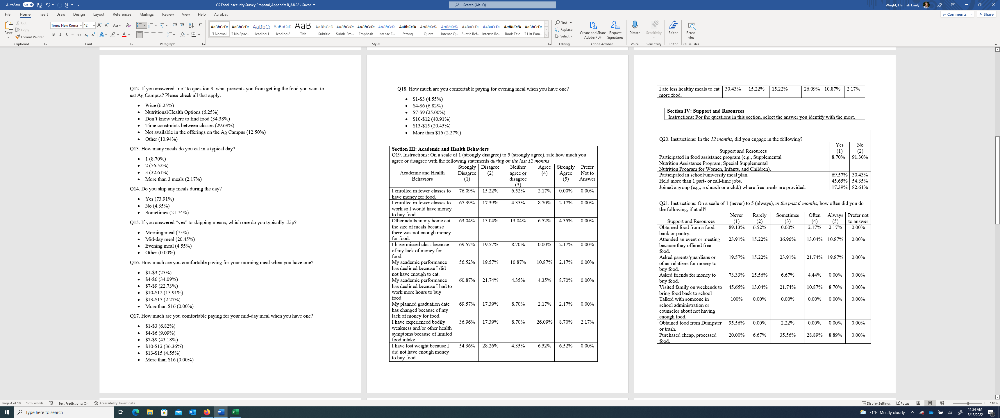 AutoSave On CS Food Insecurity Survey Proposal_Appendix B_3.8.22 • Saved Search (Alt+Q) Wright, Hannah Emily
File Home Insert Draw Design Layout References Mailings Review View Help Acrobat Comments Share
Paste Cut Copy Format Painter Clipboard
Times New Roma 12 Aa B I U ab x₂ x² A A Font
Paragraph
AaBbCcDc AaBbCcDc AaBbCc AaBbCcC AaB AaBbCcC AaBbCcDc AaBbCcDc AaBbCcDc AaBbCcDc AaBbCcDc AaBbCcDc AABBCCDC AABBCCDC AaBbCcDc AaBbCcDc
¶ Normal ¶ No Spac... Heading 1 Heading 2 Title Subtitle Subtle Em... Emphasis Intense E... Strong Quote Intense Q... Subtle Ref... Intense Re... Book Title ¶ List Para...
Styles
Find Replace Select Editing
Create and Share Adobe PDF Request Signatures Adobe Acrobat
Dictate Voice
Sensitivity Sensitivity
Editor Editor
Reuse Files Reuse Files
Q12. If you answered “no” to question 9, what prevents you from getting the food you want to
eat Ag Campus? Please check all that apply.
• Price (6.25%)
• Nutritional/Health Options (6.25%)
• Don’t know where to find food (34.38%)
• Time constraints between classes (29.69%)
• Not available in the offerings on the Ag Campus (12.50%)
• Other (10.94%)
Q13. How many meals do you eat in a typical day?
• 1 (8.70%)
• 2 (56.52%)
• 3 (32.61%)
• More than 3 meals (2.17%)
Q14. Do you skip any meals during the day?
• Yes (73.91%)
• No (4.35%)
• Sometimes (21.74%)
Q15. If you answered “yes” to skipping means, which one do you typically skip?
• Morning meal (75%)
• Mid-day meal (20.45%)
• Evening meal (4.55%)
• Other (0.00%)
Q16. How much are you comfortable paying for your morning meal when you have one?
• $1-$3 (25%)
• $4-$6 (34.09%)
• $7-$9 (22.73%)
• $10-$12 (15.91%)
• $13-$15 (2.27%)
• More than $16 (0.00%)
Q17. How much are you comfortable paying for your mid-day meal when you have one?
• $1-$3 (6.82%)
• $4-$6 (9.09%)
• $7-$9 (43.18%)
• $10-$12 (36.36%)
• $13-$15 (4.55%)
• More than $16 (0.00%)
Q18. How much are you comfortable paying for evening meal when you have one?
• $1-$3 (4.55%)
• $4-$6 (6.82%)
• $7-$9 (25.00%)
• $10-$12 (40.91%)
• $13-$15 (20.45%)
• More than $16 (2.27%)
Section III: Academic and Health Behaviors
Q19. Instructions: On a scale of 1 (strongly disagree) to 5 (strongly agree), rate how much you
agree or disagree with the following statements during on the last 12 months.
Academic and Health Behaviors Strongly Disagree (1) Disagree (2) Neither agree or disagree (3) Agree (4) Strongly Agree (5) Prefer Not to Answer
I enrolled in fewer classes to 76.09% 15.22% 6.52% 2.17% 0.00% 0.00%
have money for food.
I enrolled in fewer classes to 67.39% 17.39% 4.35% 8.70% 2.17% 0.00%
work so I would have money
to buy food.
Other adults in my home cut 63.04% 13.04% 13.04% 6.52% 4.35% 0.00%
the size of meals because
there was not enough money
for food.
I have missed class because 69.57% 19.57% 8.70% 0.00% 2.17% 0.00%
of my lack of money for
food.
My academic performance 56.52% 19.57% 10.87% 10.87% 2.17% 0.00%
has declined because I did
not have enough to eat.
My academic performance 60.87% 21.74% 4.35% 4.35% 8.70% 0.00%
has declined because I had to
work more hours to buy
food.
My planned graduation date 69.57% 17.39% 8.70% 2.17% 2.17% 0.00%
has changed because of my
lack of money for food.
I have experienced bodily 36.96% 17.39% 8.70% 26.09% 8.70% 2.17%
weakness and/or other health
symptoms because of limited
food intake.
I have lost weight because I 54.36% 28.26% 4.35% 6.52% 6.52% 0.00%
did not have enough money
to buy food.
I ate less healthy meals to eat 30.43% 15.22% 15.22% 26.09% 10.87% 2.17%
more food.
Section IV: Support and Resources
Instructions: For the questions in this section, select the answer you identify with the most.
Q20. Instructions: In the 12 months, did you engage in the following?
Support and Resources Yes (1) No (2)
Participated in food assistance program (e.g., Supplemental 8.70% 91.30%
Nutrition Assistance Program; Special Supplemental
Nutrition Program for Women, Infants, and Children).
Participated in school/university meal plan. 69.57% 30.43%
Held more than 1 part- or full-time jobs. 45.65% 54.35%
Joined a group (e.g., a church or a club) where free meals are provided. 17.39% 82.61%
Q21. Instructions: On a scale of 1 (never) to 5 (always), in the past 6-months, how often did you do
the following, if at all?
Support and Resources Never (1) Rarely (2) Sometimes (3) Often (4) Always (5) Prefer not to answer
Obtained food from a food 89.13% 6.52% 0.00% 2.17% 2.17% 0.00%
bank or pantry.
Attended an event or meeting 23.91% 15.22% 36.96% 13.04% 10.87% 0.00%
because they offered free
food.
Asked parents/guardians or 19.57% 15.22% 23.91% 21.74% 19.87% 0.00%
other relatives for money to
buy food.
Asked friends for money to 73.33% 15.56% 6.67% 4.44% 0.00% 0.00%
buy food.
Visited family on weekends to 45.65% 13.04% 21.74% 10.87% 8.70% 0.00%
bring food back to school
Talked with someone in 100% 0.00% 0.00% 0.00% 0.00% 0.00%
school administration or
counselor about not having
enough food.
Obtained food from Dumpster 95.56% 0.00% 2.22% 0.00% 0.00% 0.00%
or trash.
Purchased cheap, processed 20.00% 6.67% 35.56% 28.89% 8.89% 0.00%
food.
Page 4 of 10 1785 words Text Predictions: On Accessibility: Investigate Display Settings Focus 110%
Type here to search 71°F Mostly cloudy 11:24 AM
5/13/2022 3